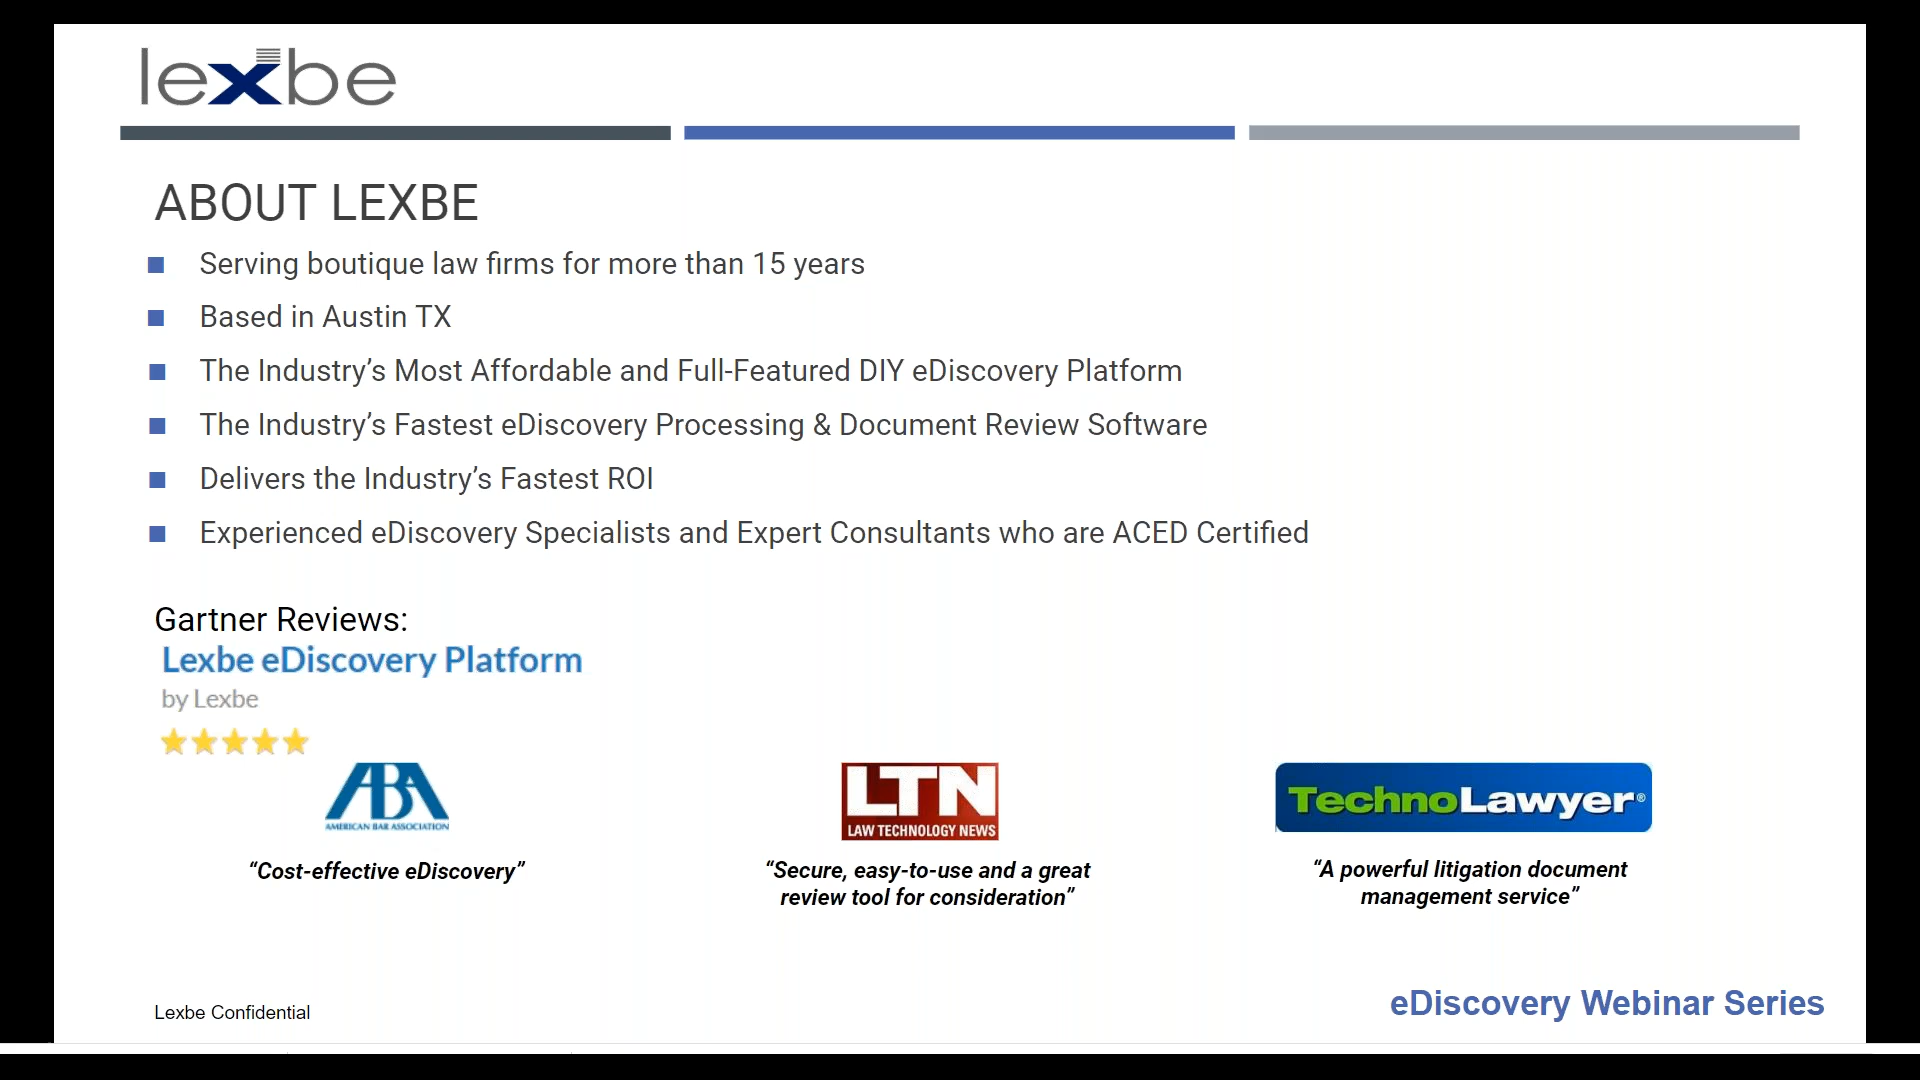 lexbe
ABOUT LEXBE
Serving boutique law firms for more than 15 years
Based in Austin TX
The Industry’s Most Affordable and Full-Featured DIY eDiscovery Platform
The Industry’s Fastest eDiscovery Processing & Document Review Software
Delivers the Industry’s Fastest ROI
Experienced eDiscovery Specialists and Expert Consultants who are ACED Certified
Gartner Reviews:
Lexbe eDiscovery Platform
by Lexbe
ABA
AMERICAN BAR ASSOCIATION
“Cost-effective eDiscovery”
LTN
LAW TECHNOLOGY NEWS
“Secure, easy-to-use and a great
review tool for consideration”
TechnoLawyer®
“A powerful litigation document
management service”
Lexbe Confidential
eDiscovery Webinar Series